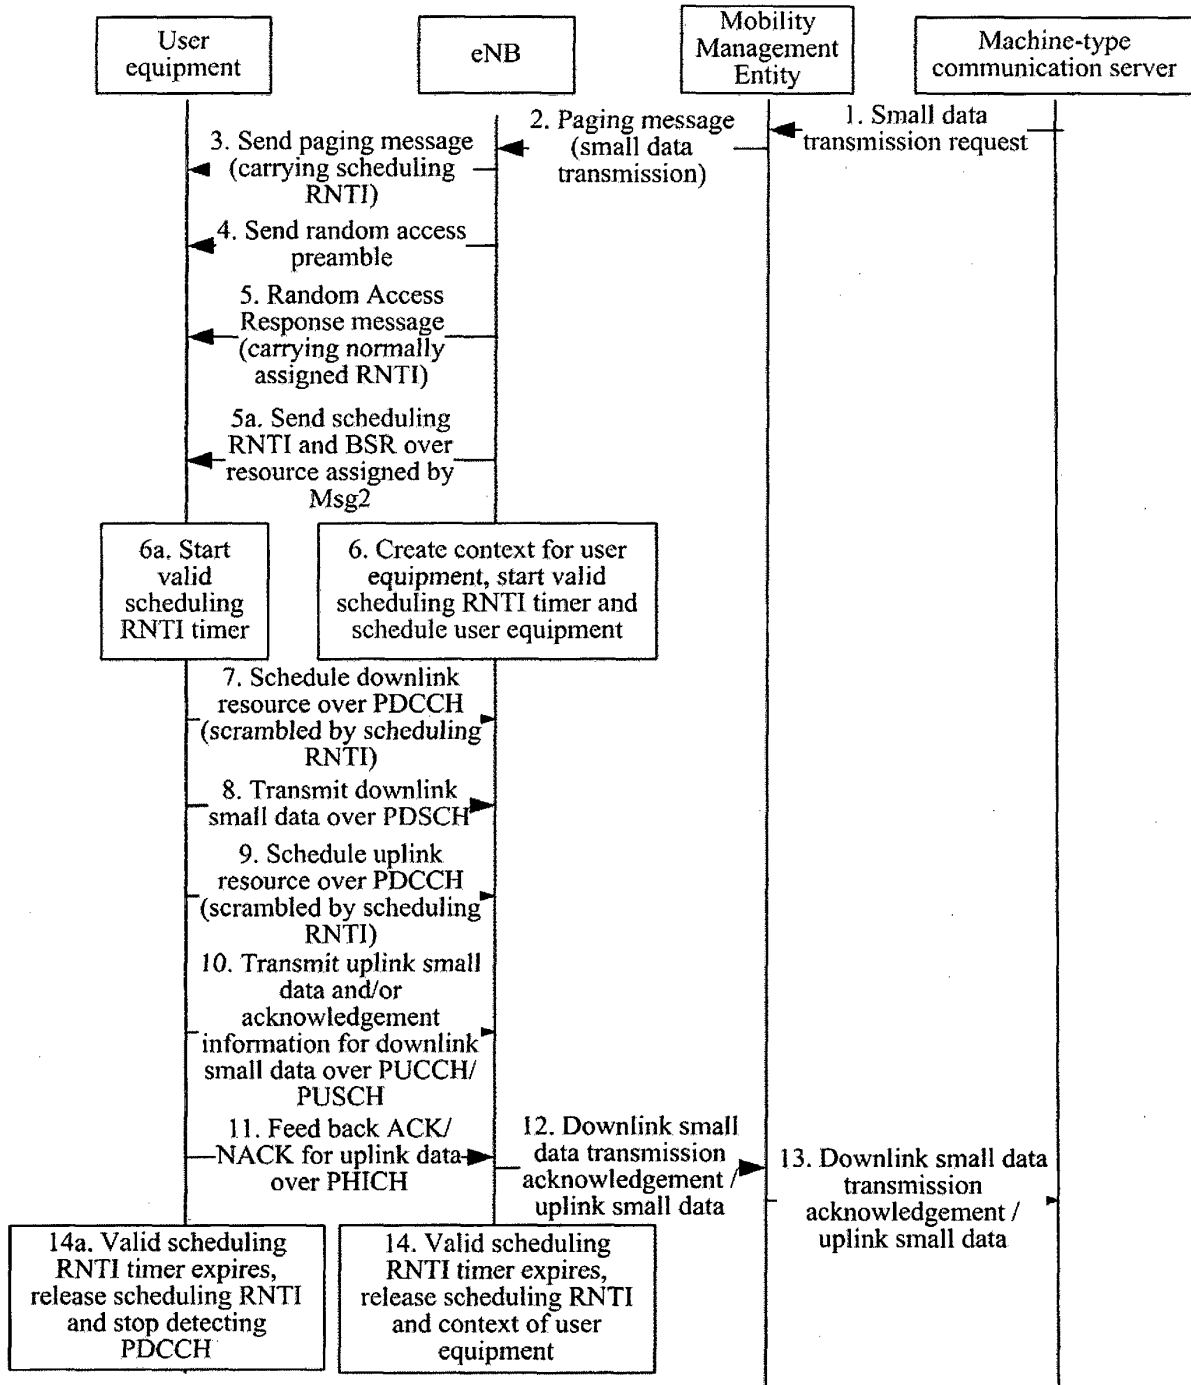 User
equipment
eNB
Mobility
Management
Entity
Machine-type
communication server
1. Small data
transmission request
2. Paging message
(small data
transmission)
3. Send paging message
(carrying scheduling
RNTI)
4. Send random access
preamble
5. Random Access
Response message
(carrying normally
assigned RNTI)
5a. Send scheduling
RNTI and BSR over
resource assigned by
Msg2
6a. Start
valid
scheduling
RNTI timer
6. Create context for user
equipment, start valid
scheduling RNTI timer and
schedule user equipment
7. Schedule downlink
resource over PDCCH
(scrambled by scheduling
RNTI)
8. Transmit downlink
small data over PDSCH
9. Schedule uplink
resource over PDCCH
(scrambled by scheduling
RNTI)
10. Transmit uplink small
data and/or
acknowledgement
information for downlink
small data over PUCCH/
PUSCH
11. Feed back ACK/
NACK for uplink data
over PHICH
12. Downlink small
data transmission
acknowledgement /
uplink small data
13. Downlink small data
transmission
acknowledgement /
uplink small data
14a. Valid scheduling
RNTI timer expires,
release scheduling RNTI
and stop detecting
PDCCH
14. Valid scheduling
RNTI timer expires,
release scheduling RNTI
and context of user
equipment